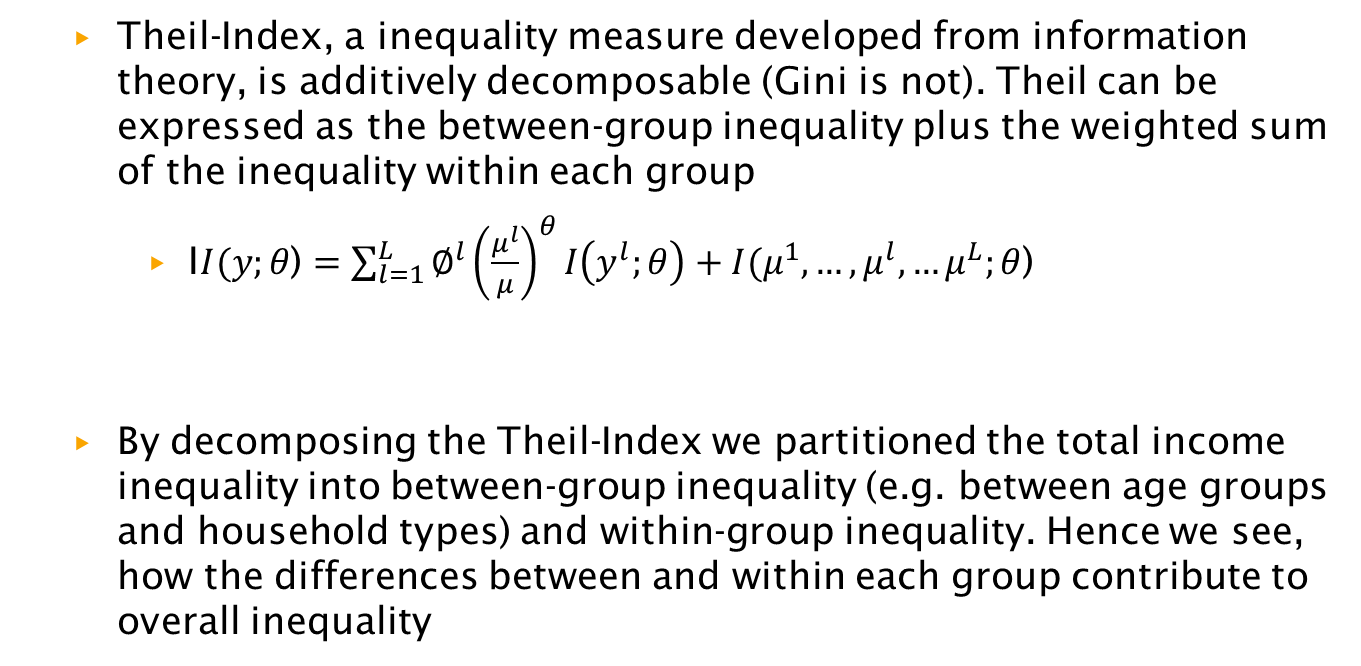 ▸ Theil-Index, a inequality measure developed from information
theory, is additively decomposable (Gini is not). Theil can be
expressed as the between-group inequality plus the weighted sum
of the inequality within each group
▸ I𝐼(𝑦; 𝜃) = ∑_{𝑙=1}^{𝐿} ∅^𝑙 (𝜇^𝑙/𝜇)^𝜃 𝐼(𝑦^𝑙; 𝜃) + 𝐼(𝜇^1, … , 𝜇^𝑙, … 𝜇^𝐿; 𝜃)
▸ By decomposing the Theil-Index we partitioned the total income
inequality into between-group inequality (e.g. between age groups
and household types) and within-group inequality. Hence we see,
how the differences between and within each group contribute to
overall inequality